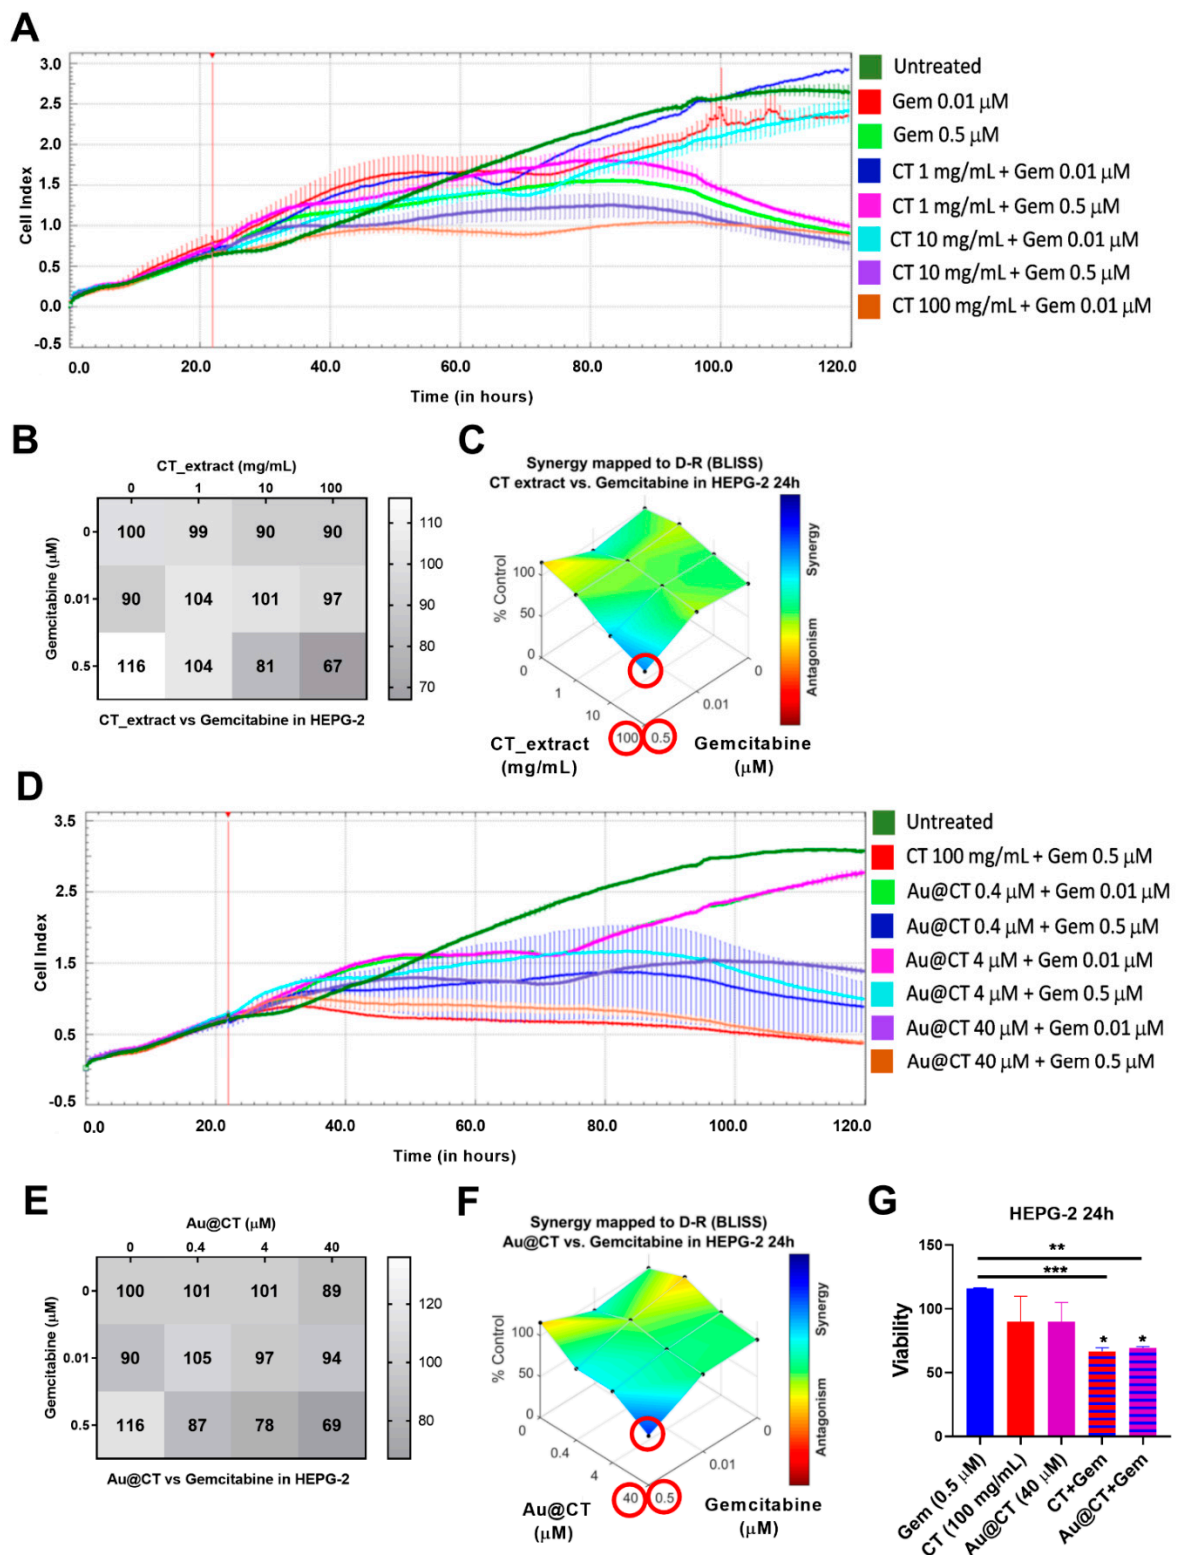 A
3.0
2.5
2.0
1.5
1.0
0.5
0.0
-0.5
Cell Index
0.0 20.0 40.0 60.0 80.0 100.0 120.0
Time (in hours)
Untreated
Gem 0.01 μM
Gem 0.5 μM
CT 1 mg/mL + Gem 0.01 μM
CT 1 mg/mL + Gem 0.5 μM
CT 10 mg/mL + Gem 0.01 μM
CT 10 mg/mL + Gem 0.5 μM
CT 100 mg/mL + Gem 0.01 μM
B
CT_extract (mg/mL)
0 1 10 100
Gemcitabine (μM)
0 100 99 90 90
0.01 90 104 101 97
0.5 116 104 81 67
110
100
90
80
70
CT_extract vs Gemcitabine in HEPG-2
C
Synergy mapped to D-R (BLISS)
CT extract vs. Gemcitabine in HEPG-2 24h
% Control
100
50
0
0
1
10
100
CT_extract
(mg/mL)
0
0.01
0.5
Gemcitabine
(μM)
Synergy
Antagonism
D
3.5
2.5
1.5
0.5
-0.5
Cell Index
0.0 20.0 40.0 60.0 80.0 100.0 120.0
Time (in hours)
Untreated
CT 100 mg/mL + Gem 0.5 μM
Au@CT 0.4 μM + Gem 0.01 μM
Au@CT 0.4 μM + Gem 0.5 μM
Au@CT 4 μM + Gem 0.01 μM
Au@CT 4 μM + Gem 0.5 μM
Au@CT 40 μM + Gem 0.01 μM
Au@CT 40 μM + Gem 0.5 μM
E
Au@CT (μM)
0 0.4 4 40
Gemcitabine (μM)
0 100 101 101 89
0.01 90 105 97 94
0.5 116 87 78 69
120
100
80
Au@CT vs Gemcitabine in HEPG-2
F
Synergy mapped to D-R (BLISS)
Au@CT vs. Gemcitabine in HEPG-2 24h
% Control
100
50
0
0
0.4
4
40
Au@CT
(μM)
0
0.01
0.5
Gemcitabine
(μM)
Synergy
Antagonism
G
HEPG-2 24h
Viability
150
100
50
0
**
***
* *
Gem (0.5 μM)
CT (100 mg/mL)
Au@CT (40 μM)
CT+Gem
Au@CT+Gem